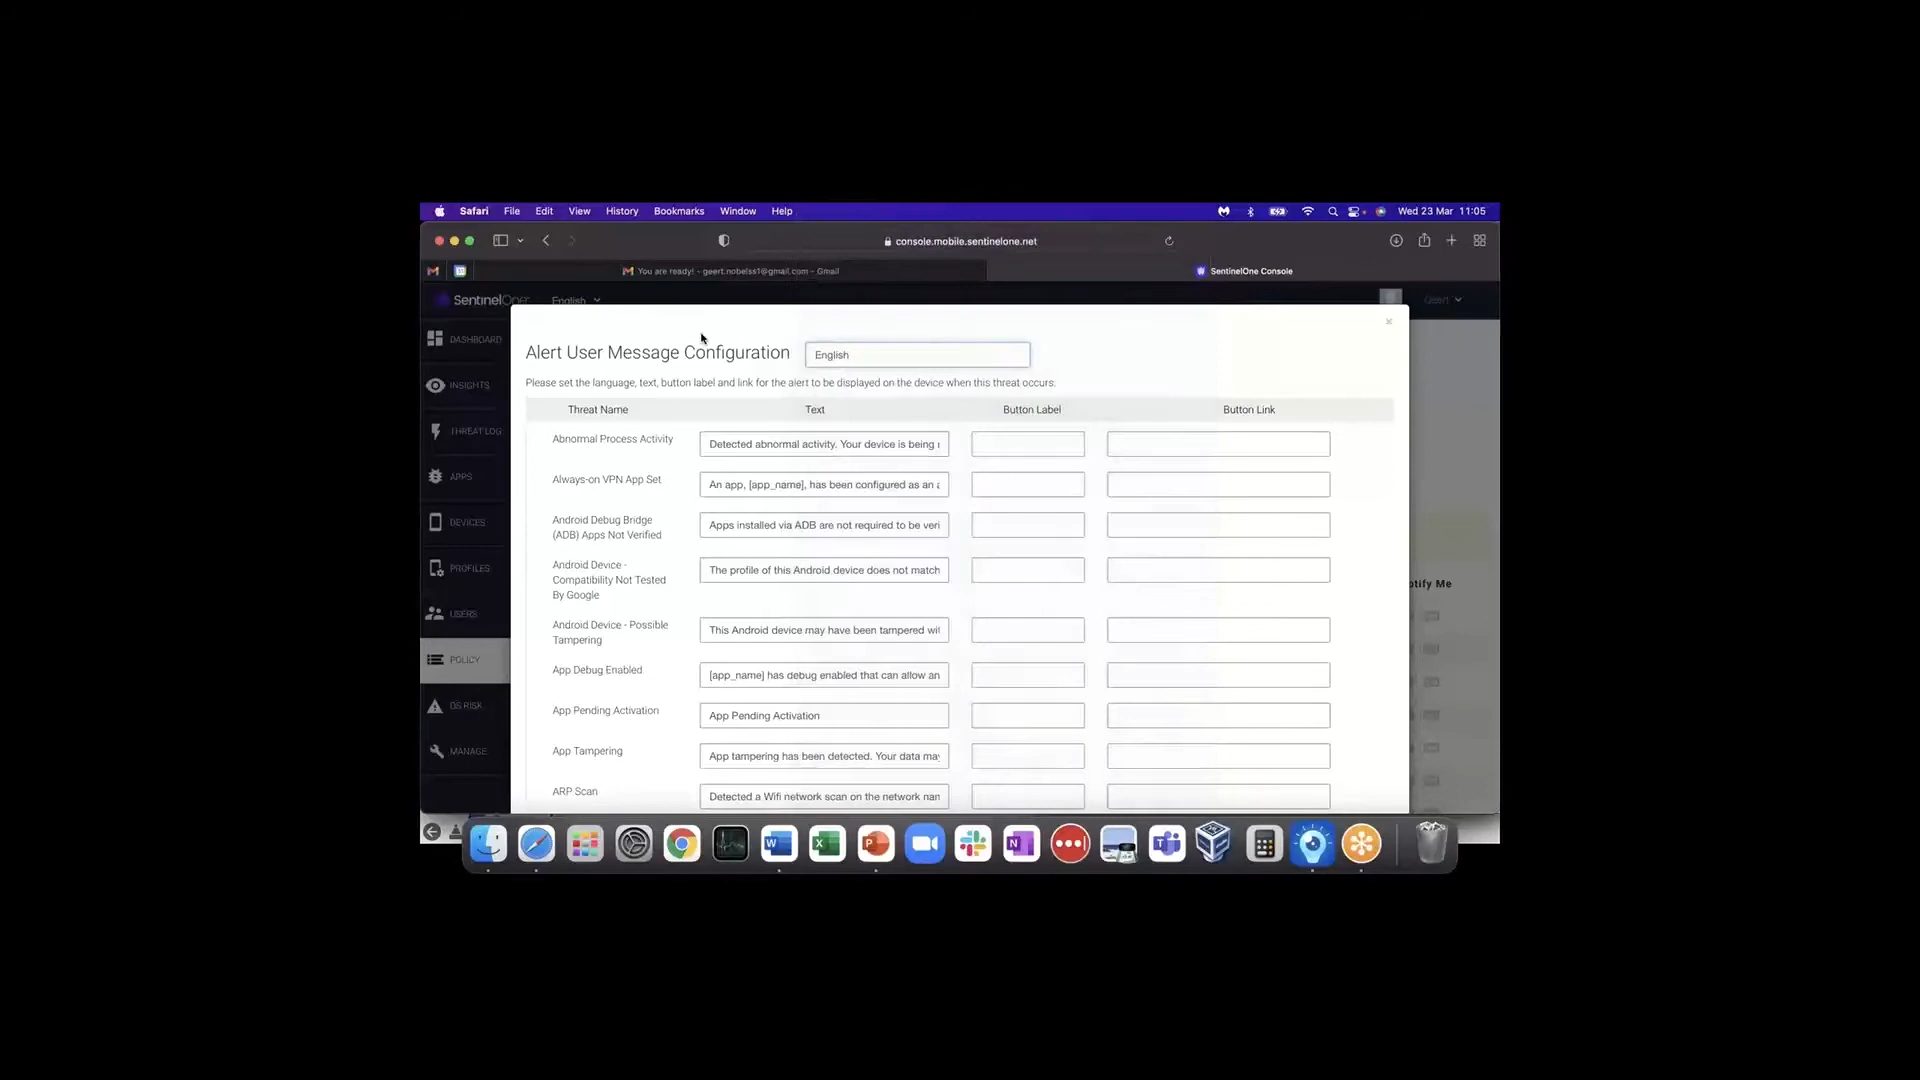 Safari File Edit View History Bookmarks Window Help Wed 23 Mar 11:05
console.mobile.sentinelone.net
You are ready! - geert.nobelss1@gmail.com - Gmail SentinelOne Console
SentinelOne English Geert
Alert User Message Configuration English
Please set the language, text, button label and link for the alert to be displayed on the device when this threat occurs.
Threat Name Text Button Label Button Link
Abnormal Process Activity Detected abnormal activity. Your device is being
Always-on VPN App Set An app, [app_name], has been configured as an
Android Debug Bridge
(ADB) Apps Not Verified
Apps installed via ADB are not required to be veri
Android Device -
Compatibility Not Tested
By Google
The profile of this Android device does not match
Android Device - Possible
Tampering
This Android device may have been tampered wit
App Debug Enabled [app_name] has debug enabled that can allow an
App Pending Activation App Pending Activation
App Tampering App tampering has been detected. Your data may
ARP Scan Detected a Wifi network scan on the network nam
DASHBOARD
INSIGHTS
THREAT LOG
APPS
DEVICES
PROFILES
USERS
POLICY
OS RISK
MANAGE
otify Me